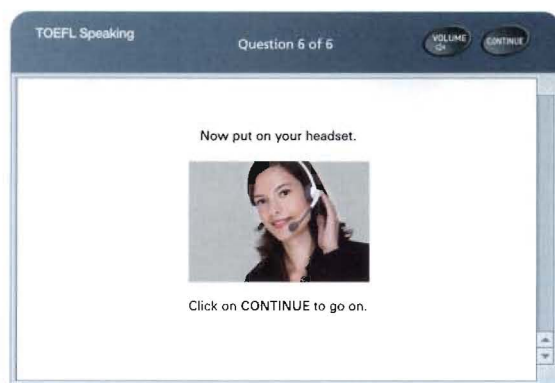 TOEFL Speaking
Question 6 of 6
VOLUME
CONTINUE
Now put on your headset.
Click on CONTINUE to go on.